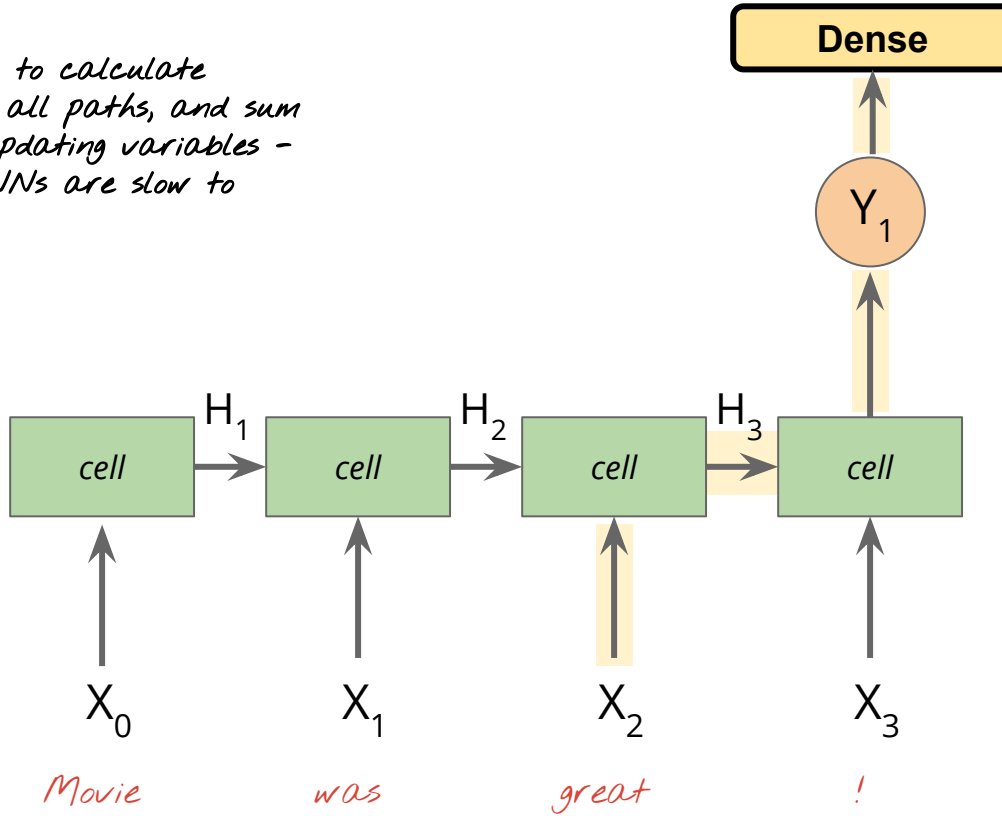 Dense
to calculate
all paths, and sum
updating variables -
NNs are slow to
Y1
H1 H2 H3
cell cell cell cell
X0 X1 X2 X3
Movie was great !